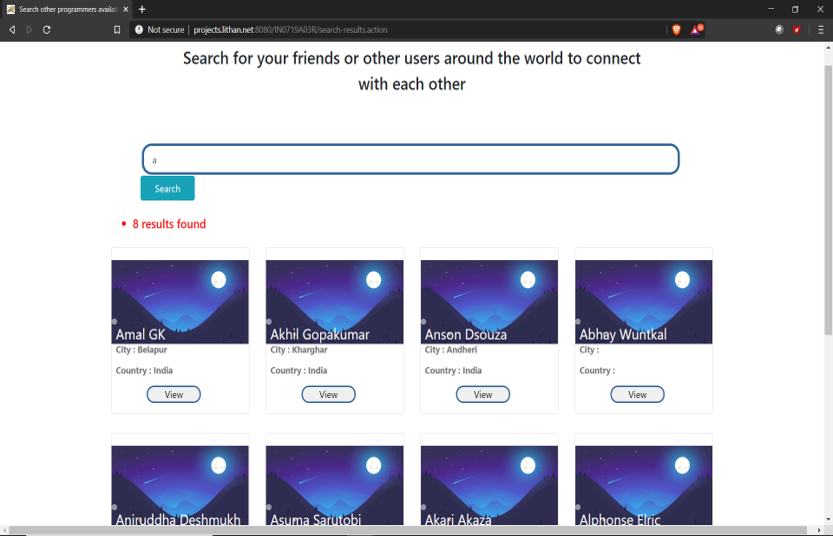 Search other programmers availab
Not secure | projects.lithan.net:8080/IN0719A03R/search-results.action
Search for your friends or other users around the world to connect
with each other
a
Search
8 results found
Amal GK
City : Belapur
Country : India
View
Akhil Gopakumar
City : Kharghar
Country : India
View
Anson Dsouza
City : Andheri
Country : India
View
Abhay Wuntkal
City :
Country :
View
Aniruddha Deshmukh
Asuma Sarutobi
Akari Akaza
Alphonse Elric